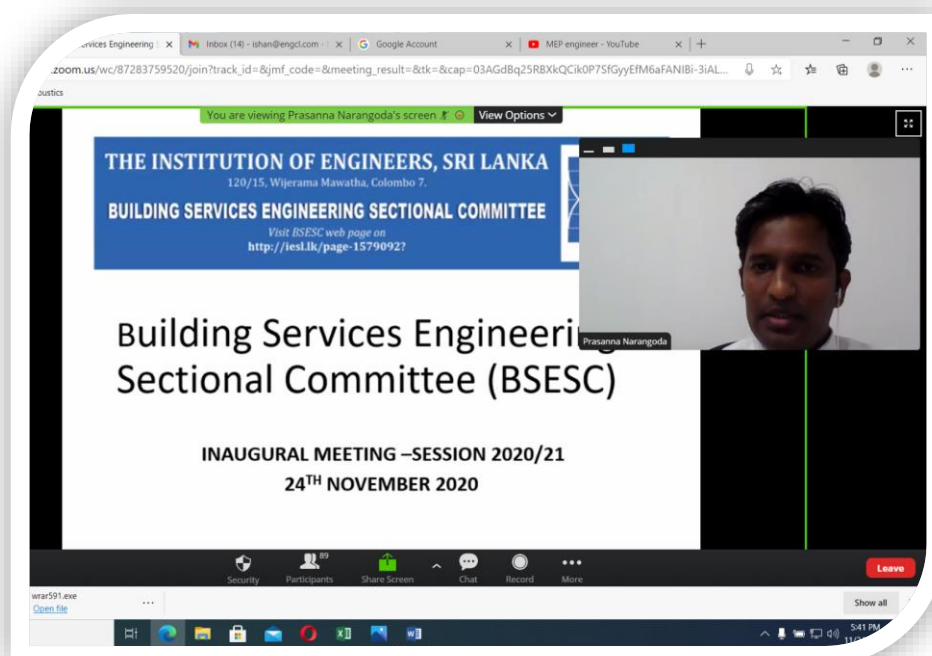 ervices Engineering S
Inbox (14) - ishan@engcl.com -
Google Account
MEP engineer - YouTube
.zoom.us/wc/87283759520/join?track_id=&jmf_code=&meeting_result=&tk=&cap=03AGdBq25RBXkQCik0P7SfGyyEfM6aFANIBi-3iAL...
oustics
You are viewing Prasanna Narangoda's screen
View Options
THE INSTITUTION OF ENGINEERS, SRI LANKA
120/15, Wijerama Mawatha, Colombo 7.
BUILDING SERVICES ENGINEERING SECTIONAL COMMITTEE
Visit BSESC web page on
http://iesl.lk/page-1579092?
Prasanna Narangoda
Building Services Engineering
Sectional Committee (BSESC)
INAUGURAL MEETING –SESSION 2020/21
24TH NOVEMBER 2020
Security
Participants
89
Share Screen
Chat
Record
More
Leave
wrar591.exe
Open file
Show all
5:41 PM